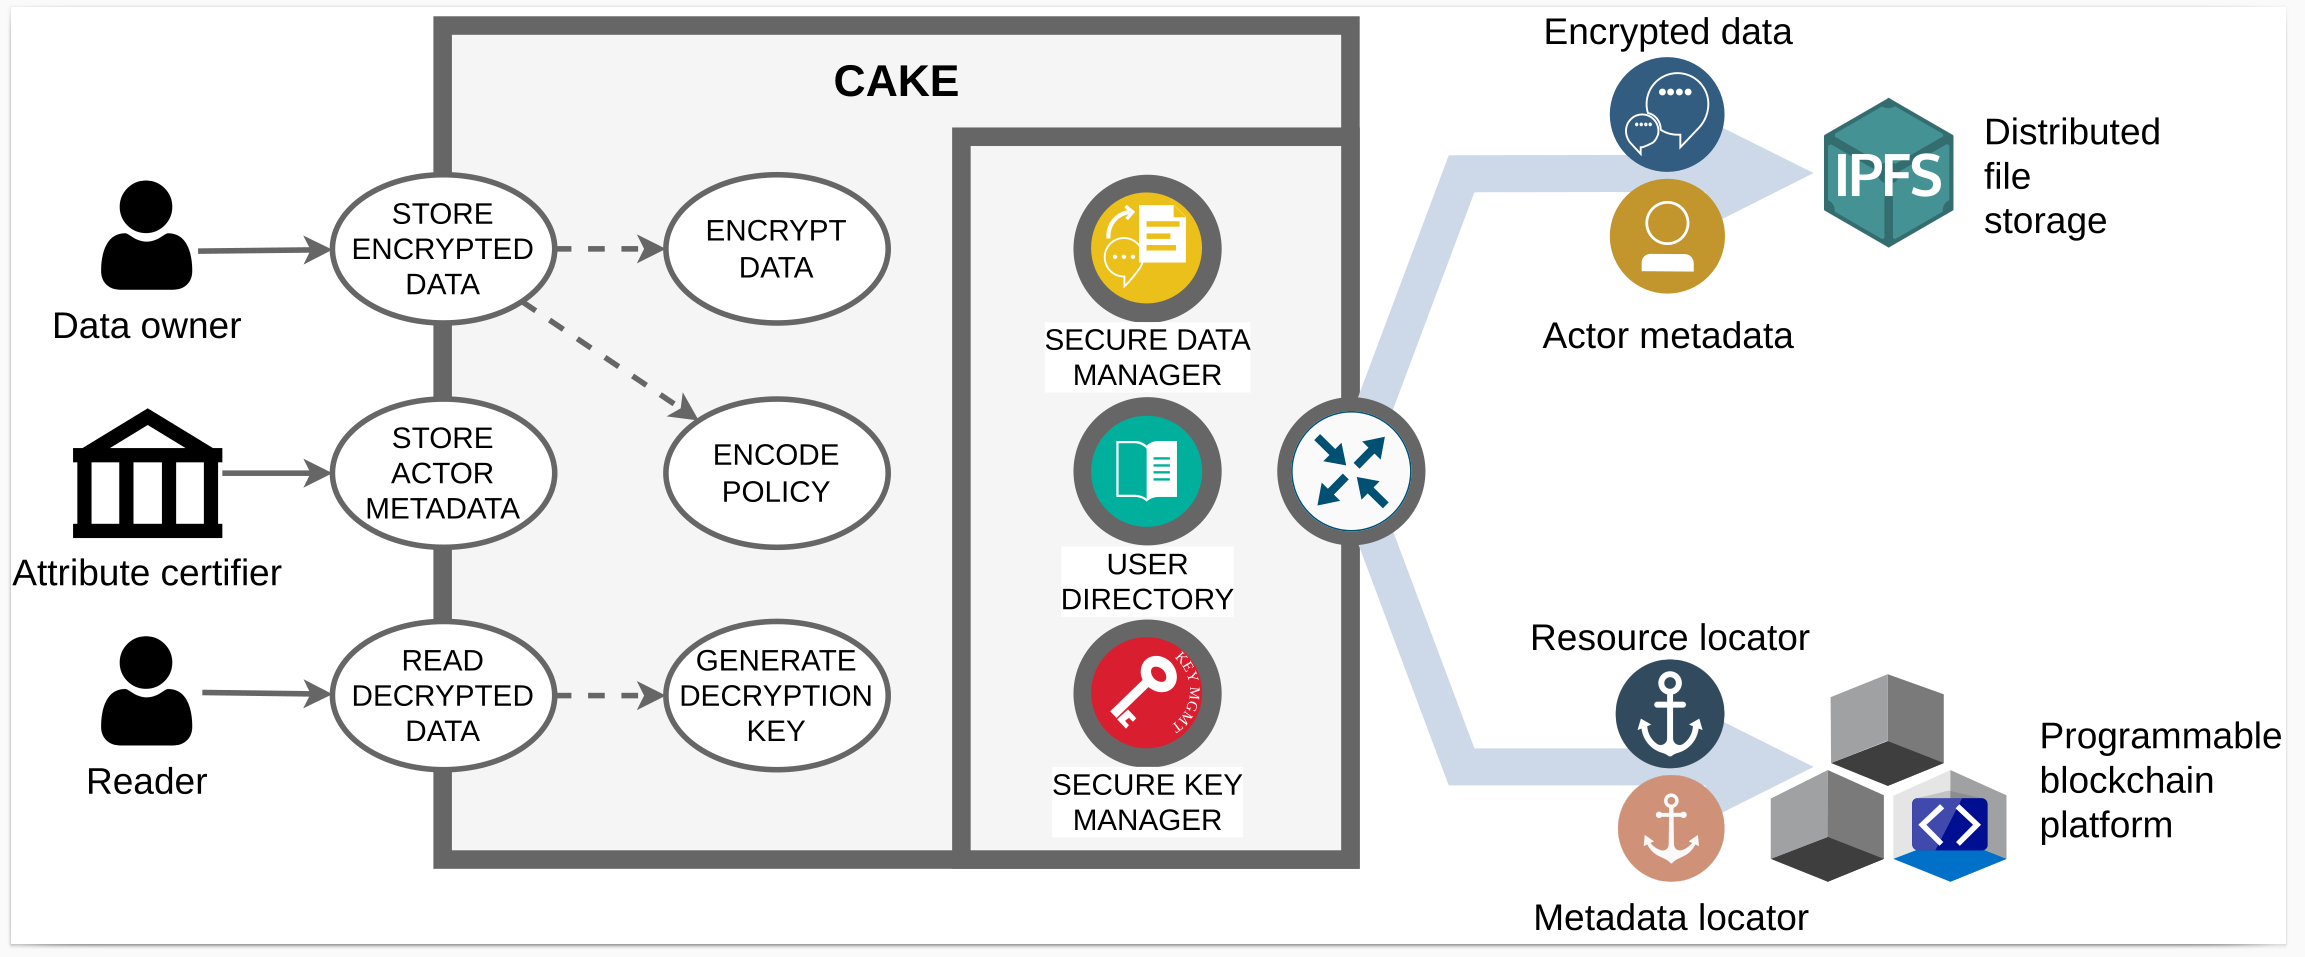 CAKE
Data owner
STORE
ENCRYPTED
DATA
ENCRYPT
DATA
Attribute certifier
STORE
ACTOR
METADATA
ENCODE
POLICY
Reader
READ
DECRYPTED
DATA
GENERATE
DECRYPTION
KEY
SECURE DATA
MANAGER
USER
DIRECTORY
KEY MGMT
SECURE KEY
MANAGER
Encrypted data
Actor metadata
IPFS
Distributed
file
storage
Resource locator
Metadata locator
Programmable
blockchain
platform